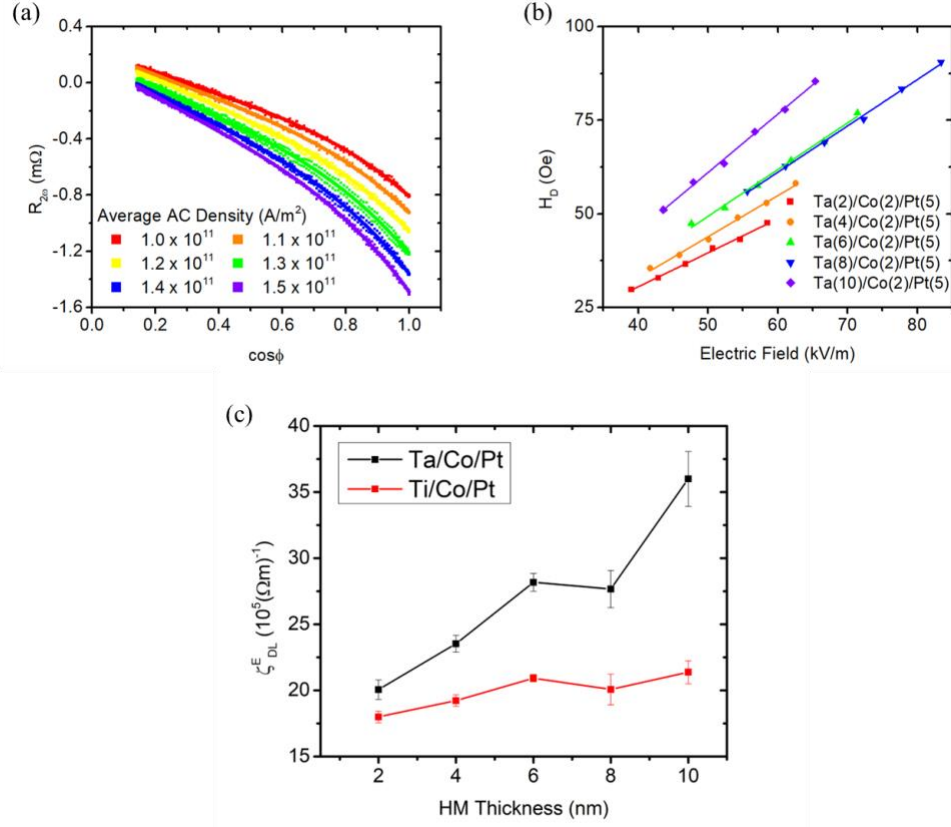 (a)
0.4
0.0
-0.4
-0.8
-1.2
-1.6
R2ω (mΩ)
Average AC Density (A/m²)
1.0 x 10¹¹ 1.1 x 10¹¹
1.2 x 10¹¹ 1.3 x 10¹¹
1.4 x 10¹¹ 1.5 x 10¹¹
0.0 0.2 0.4 0.6 0.8 1.0
cosϕ
(b)
100
75
50
25
HD (Oe)
Ta(2)/Co(2)/Pt(5)
Ta(4)/Co(2)/Pt(5)
Ta(6)/Co(2)/Pt(5)
Ta(8)/Co(2)/Pt(5)
Ta(10)/Co(2)/Pt(5)
40 50 60 70 80
Electric Field (kV/m)
(c)
40
35
30
25
20
15
ζᴱDL (10⁵(Ωm)⁻¹)
Ta/Co/Pt
Ti/Co/Pt
2 4 6 8 10
HM Thickness (nm)